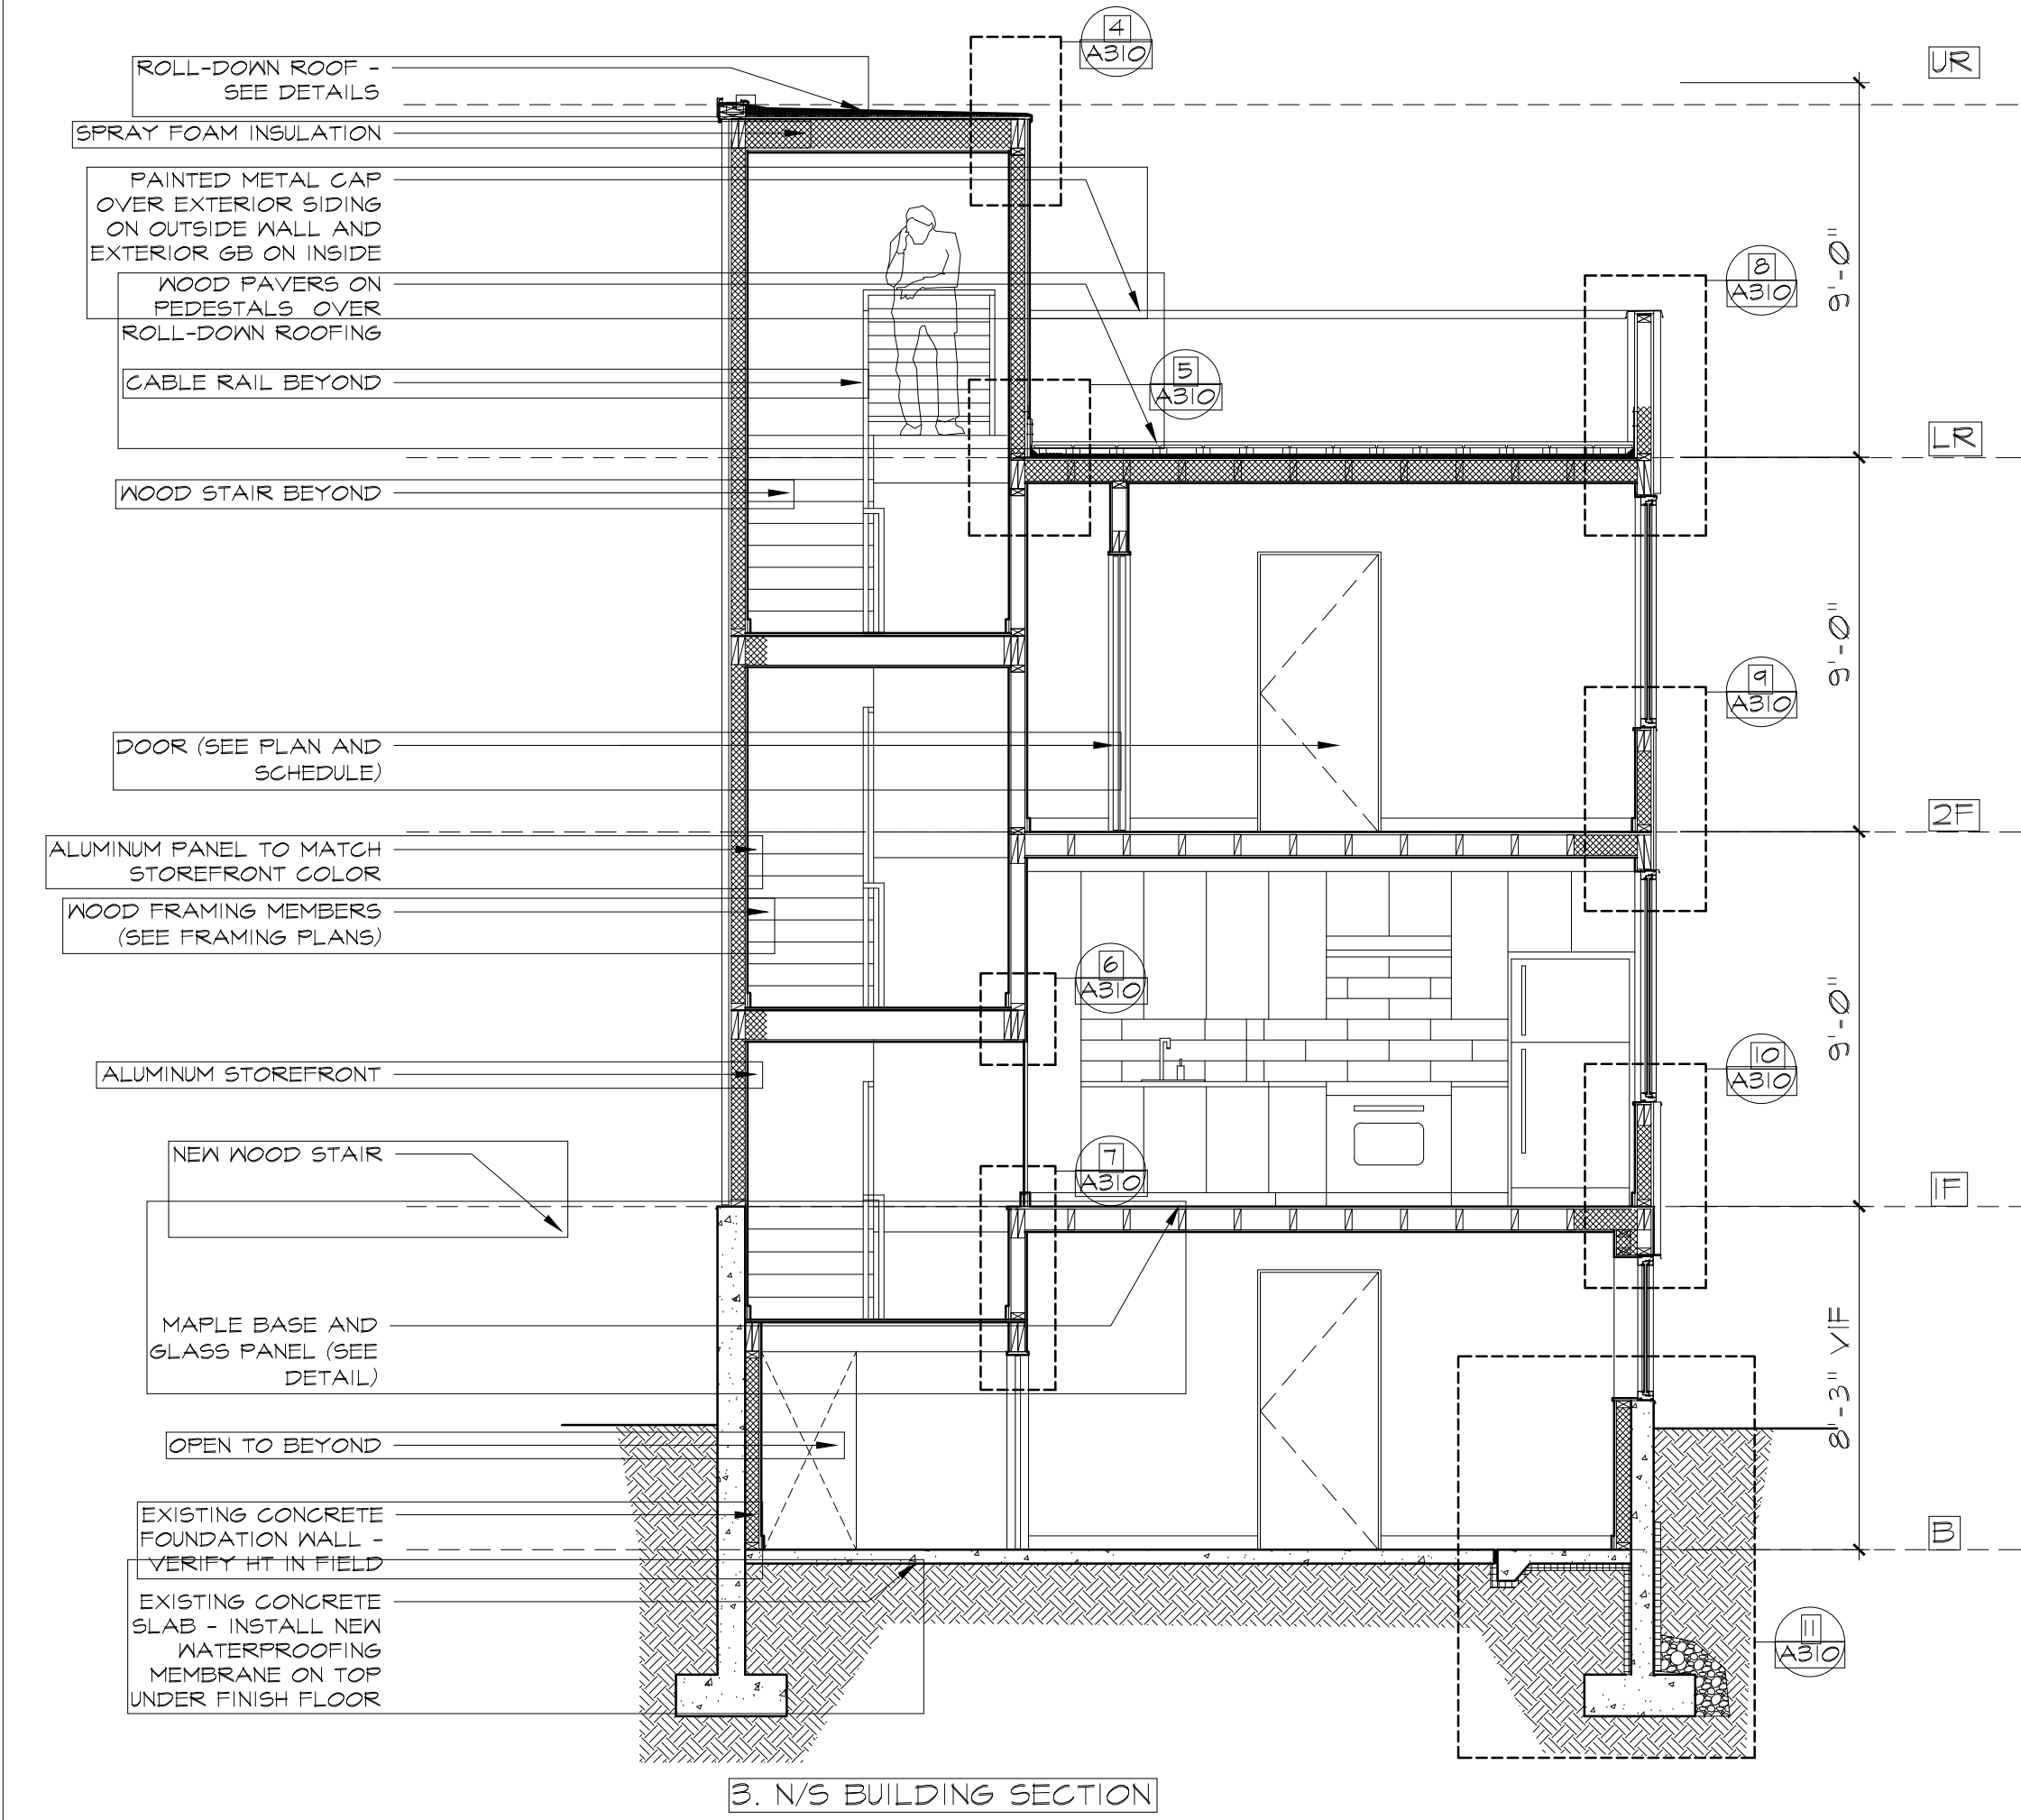 4
A310
UR
ROLL-DOWN ROOF -
SEE DETAILS
SPRAY FOAM INSULATION
PAINTED METAL CAP
OVER EXTERIOR SIDING
ON OUTSIDE WALL AND
EXTERIOR GB ON INSIDE
9'-0"
8
A310
WOOD PAVERS ON
PEDESTALS OVER
ROLL-DOWN ROOFING
5
A310
CABLE RAIL BEYOND
LR
WOOD STAIR BEYOND
9'-0"
9
A310
DOOR (SEE PLAN AND
SCHEDULE)
2F
ALUMINUM PANEL TO MATCH
STOREFRONT COLOR
WOOD FRAMING MEMBERS
(SEE FRAMING PLANS)
6
A310
9'-0"
10
A310
ALUMINUM STOREFRONT
NEW WOOD STAIR
7
A310
1F
MAPLE BASE AND
GLASS PANEL (SEE
DETAIL)
8'-3" VIF
OPEN TO BEYOND
EXISTING CONCRETE
FOUNDATION WALL -
VERIFY HT IN FIELD
B
EXISTING CONCRETE
SLAB - INSTALL NEW
WATERPROOFING
MEMBRANE ON TOP
UNDER FINISH FLOOR
11
A310
3. N/S BUILDING SECTION